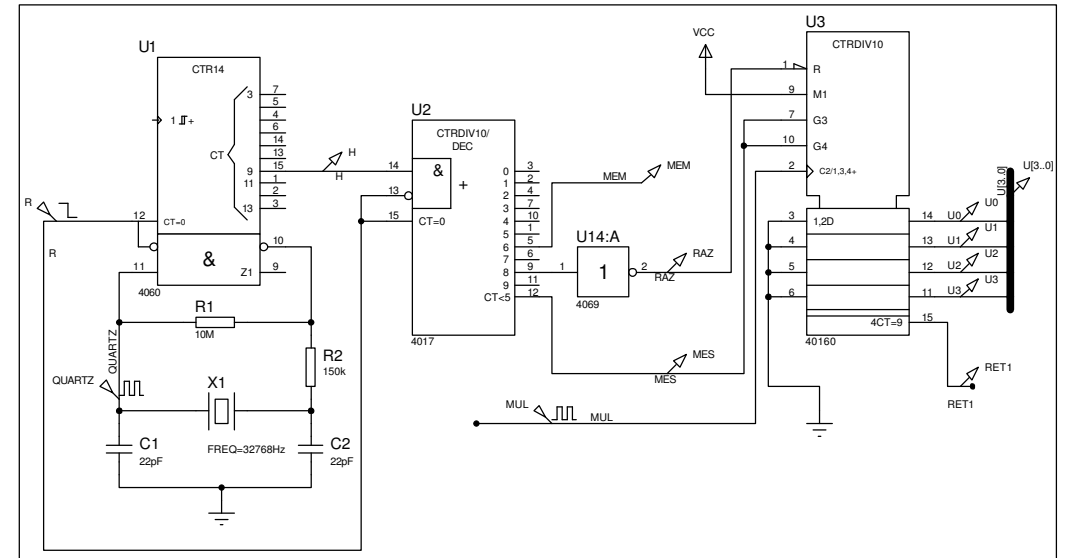 U1
CTR14
1 +
CT
3 7
5
4
6
14
13
9 15
11 1
2
13 3
12 CT=0
&
10
11 Z1 9
4060
H
H
R
R
U2
CTRDIV10/
DEC
&
+
14
13
15 CT=0
0 3
1 2
2 4
3 7
4 10
5 1
6 5
7 6
8 9
9 11
CT<5 12
4017
MEM
MEM
U14:A
1 1 2
4069
RAZ
RAZ
MES
MES
MUL
MUL
VCC
U3
CTRDIV10
1 R
9 M1
7 G3
10 G4
2 C2/1,3,4+
3 1,2D 14
4 13
5 12
6 11
4CT=9 15
40160
U0 U0
U1 U1
U2 U2
U3 U3
U[3..0]
U[3..0]
RET1
RET1
R1
10M
R2
150k
QUARTZ
QUARTZ
X1
FREQ=32768Hz
C1
22pF
C2
22pF